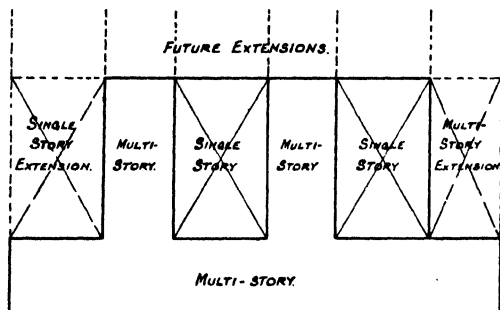 FUTURE EXTENSIONS.
SINGLE
STORY
EXTENSION.
MULTI-
STORY.
SINGLE
STORY
MULTI-
STORY
SINGLE
STORY
MULTI-
STORY
EXTENSION
MULTI-STORY.